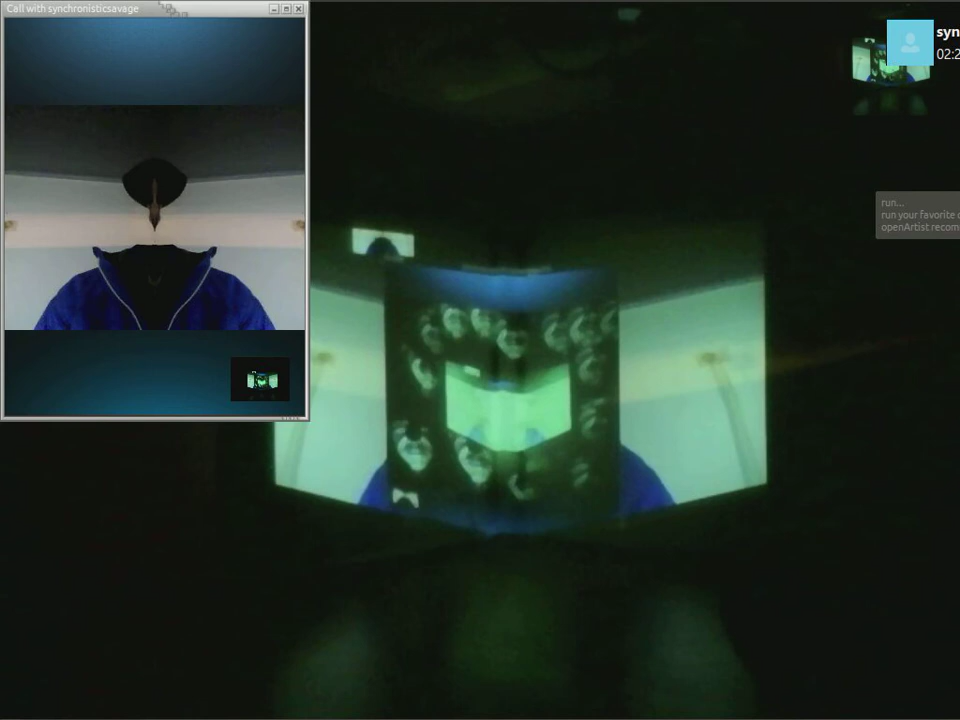 Call with synchronisticsavage
syn
02:2
run...
run your favorite
openArtist recom